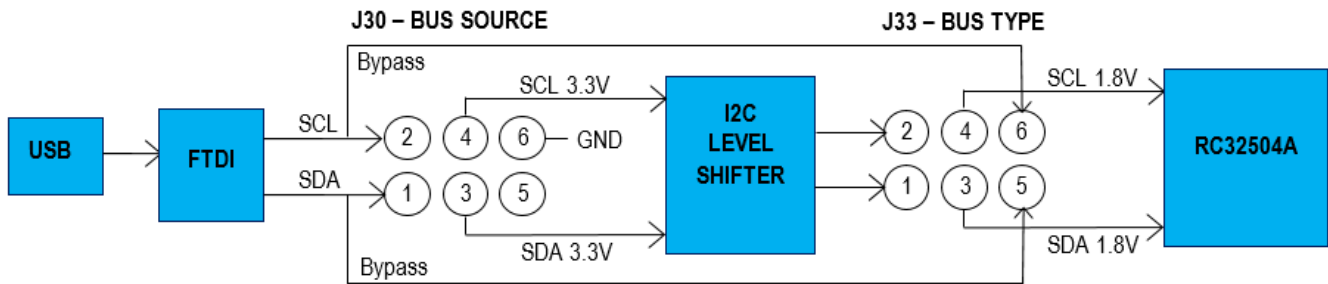 J30 – BUS SOURCE
J33 – BUS TYPE
Bypass
SCL 3.3V
SCL 1.8V
USB
FTDI
SCL
2
4
6
GND
SDA
1
3
5
I2C
LEVEL
SHIFTER
2
4
6
1
3
5
RC32504A
SDA 3.3V
SDA 1.8V
Bypass